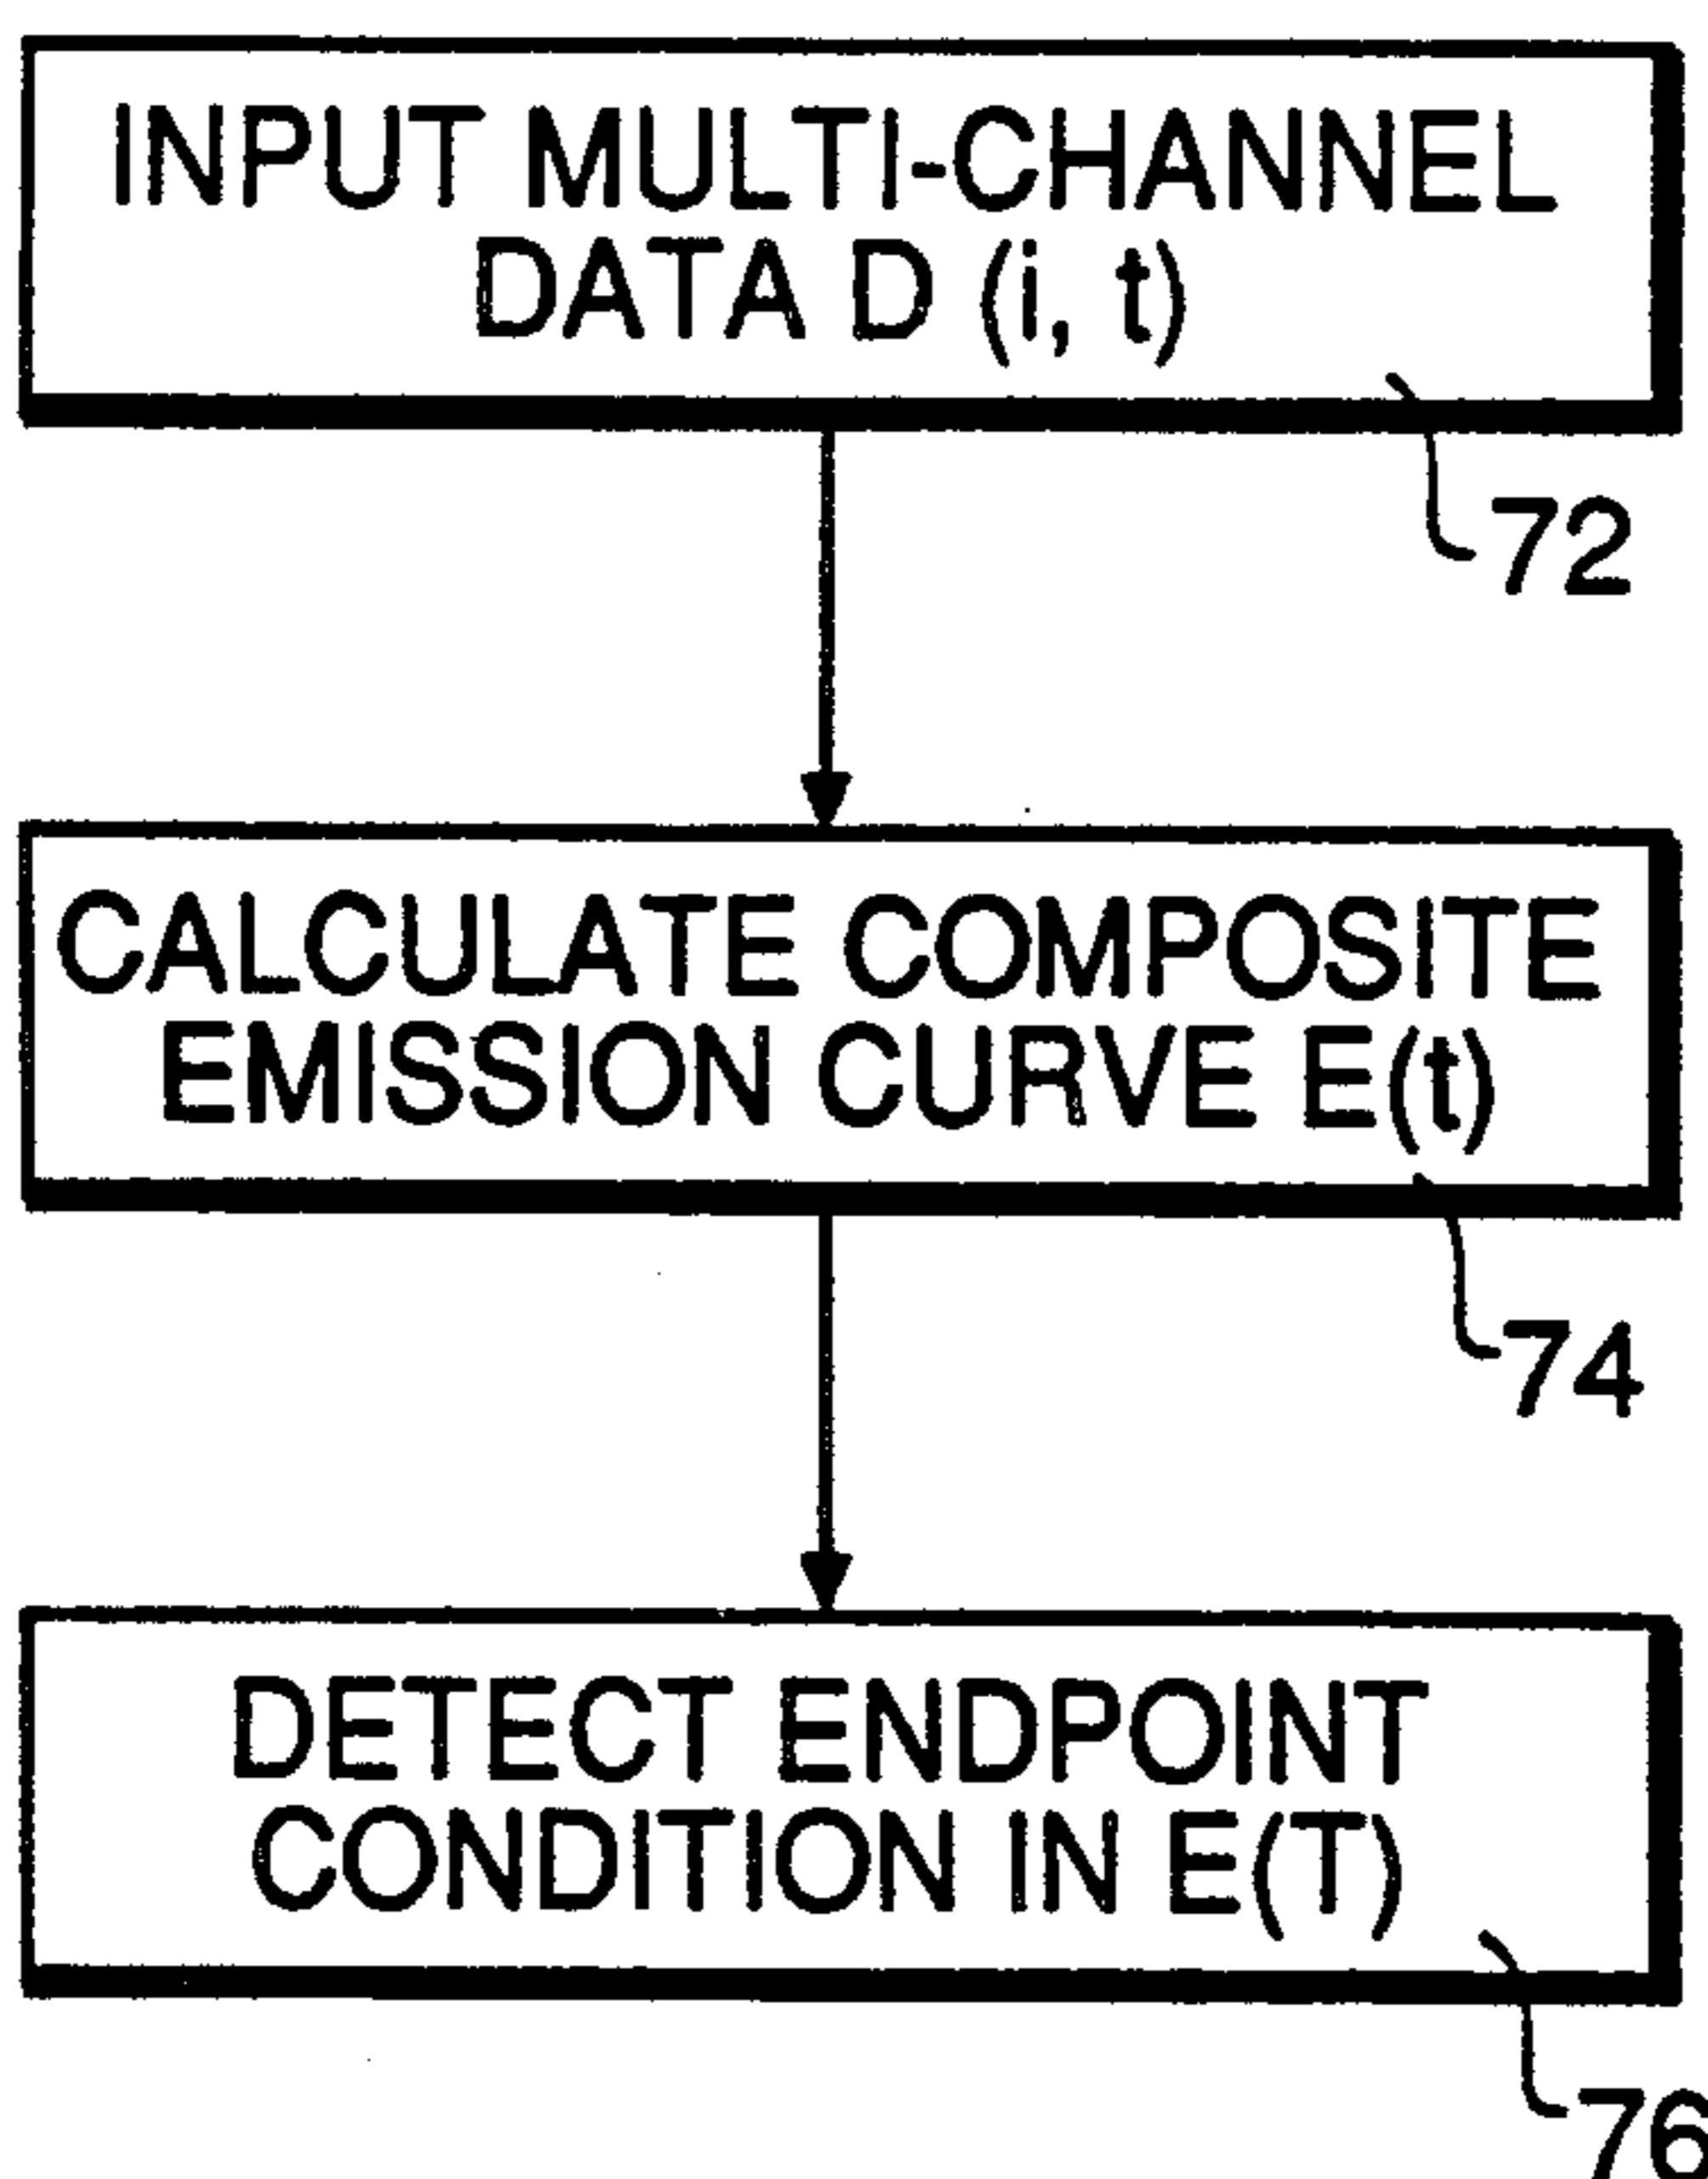 INPUT MULTI-CHANNEL
DATA D (i, t)
72
CALCULATE COMPOSITE
EMISSION CURVE E(t)
74
DETECT ENDPOINT
CONDITION IN E(T)
76